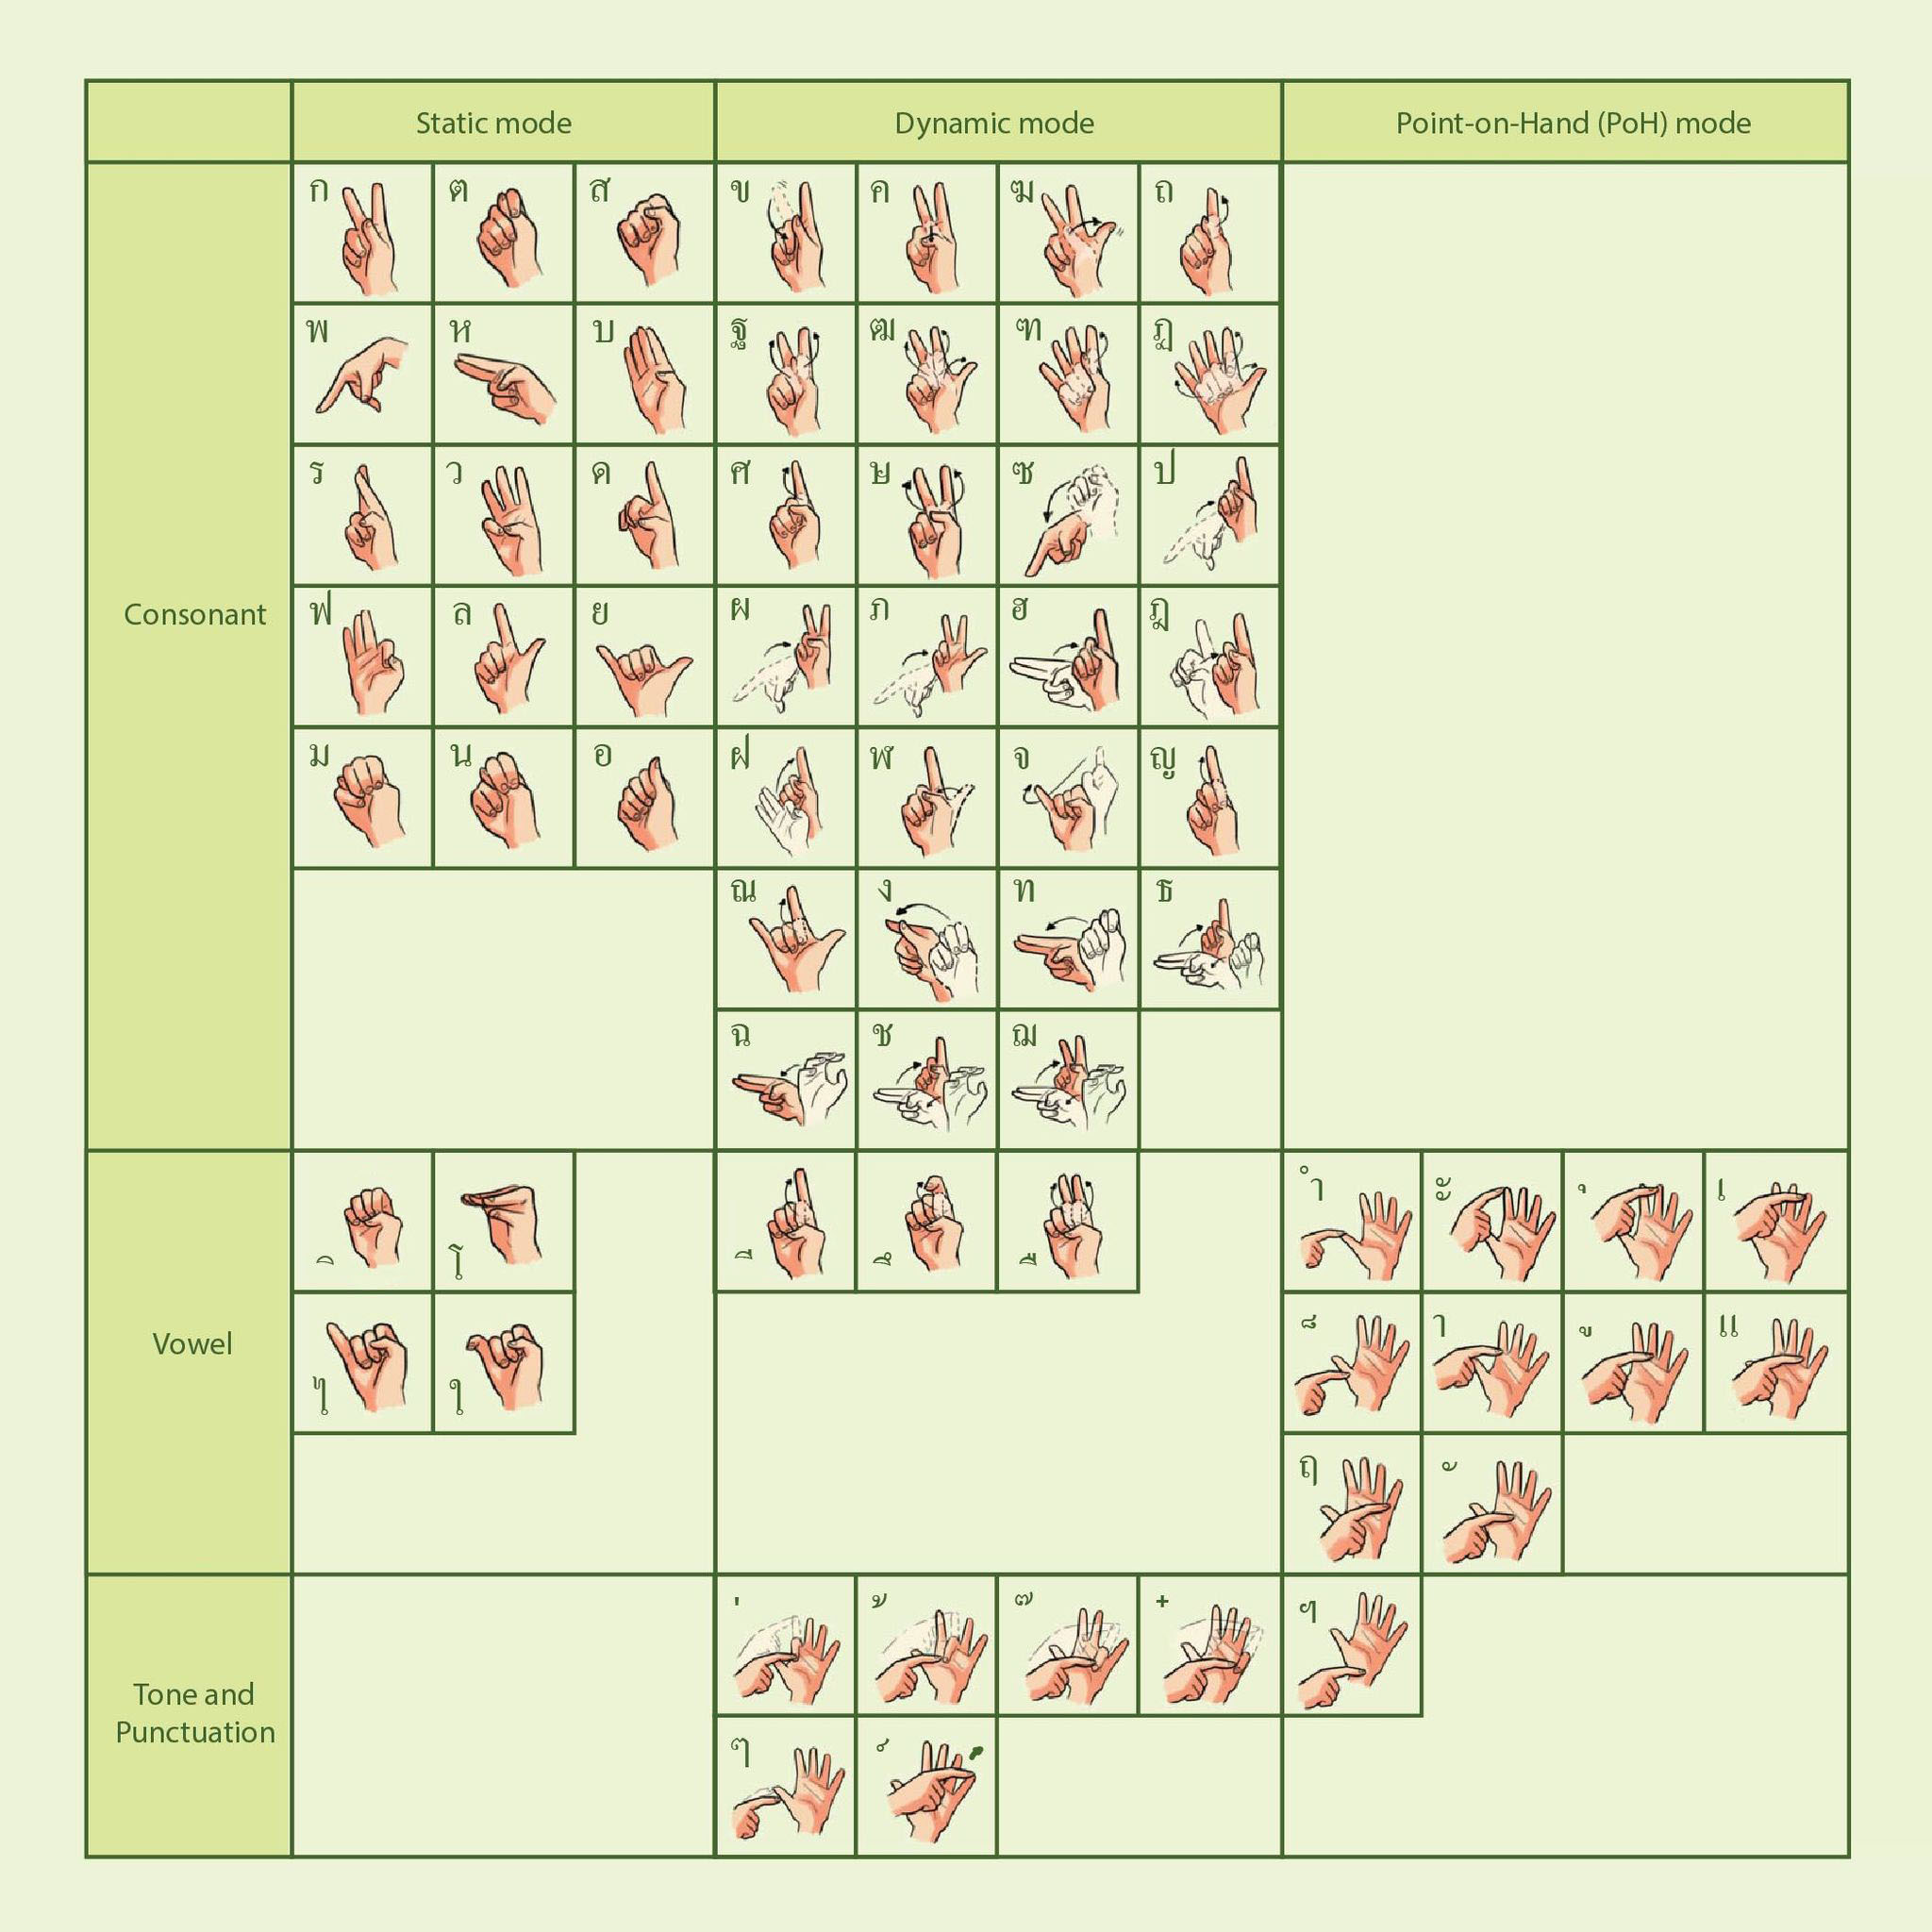 Static mode Dynamic mode Point-on-Hand (PoH) mode
Consonant
ก ต ส ข ค ฆ ถ
พ ห บ ฐ ฒ ฑ ฏ
ร ว ด ศ ษ ซ ป
ฟ ล ย ผ ภ ฮ ฎ
ม น อ ฝ ฬ จ ญ
ณ ง ท ธ
ฉ ช ฌ
Vowel
ิ โ ี ึ ื ำ ะ ุ เ
ไ ใ ็ า ู แ
ฤ ั
Tone and
Punctuation
่ ้ ๊ ๋ ฯ
ๆ ์